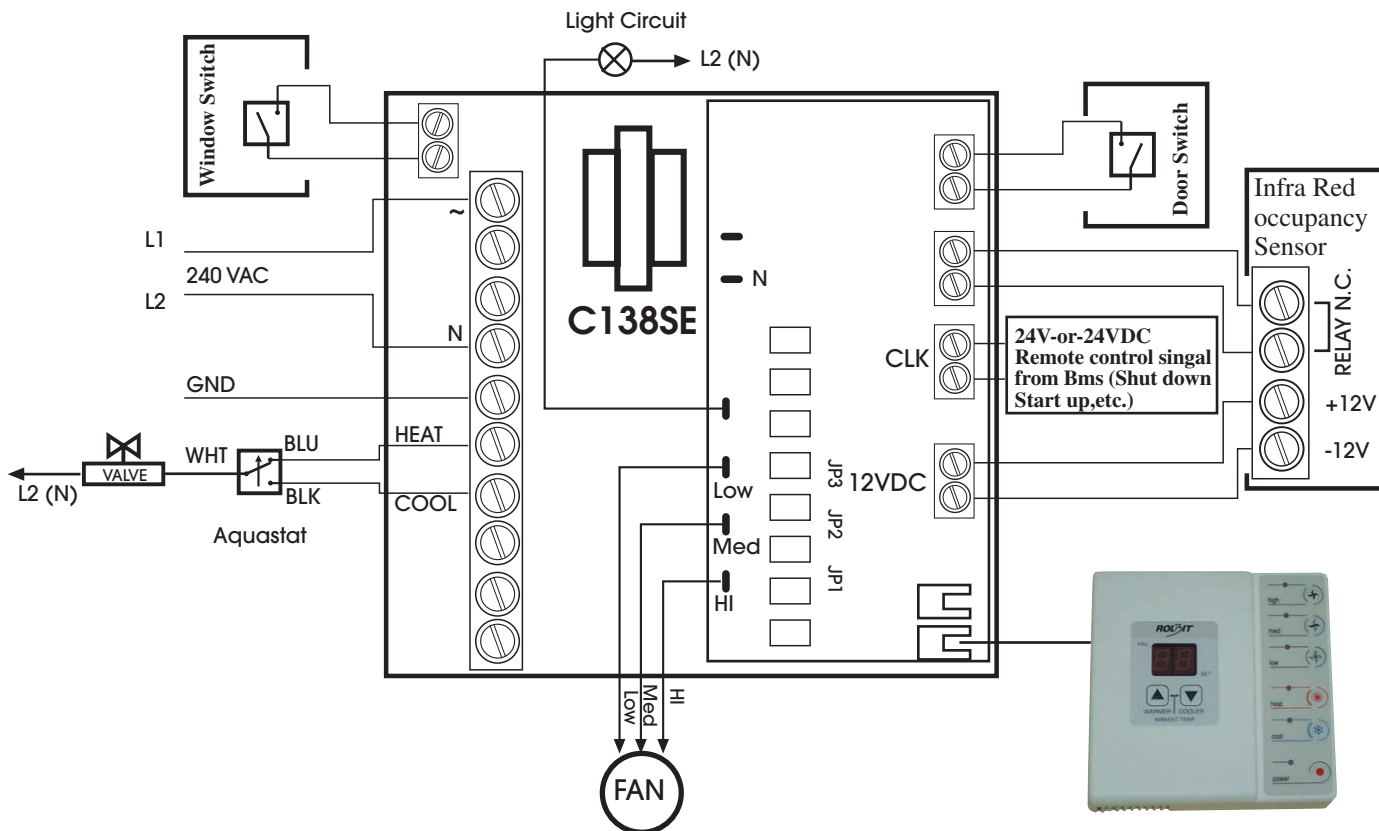 Light Circuit
L2 (N)
Window Switch
Door Switch
Infra Red
occupancy
Sensor
RELAY N.C.
+12V
-12V
~
L1
240 VAC
L2
N
GND
HEAT
COOL
WHT
BLU
BLK
VALVE
L2 (N)
Aquastat
C138SE
N
CLK
24V-or-24VDC
Remote control singal
from Bms (Shut down
Start up,etc.)
12VDC
Low
Med
HI
JP3
JP2
JP1
Low
Med
HI
FAN
ROLBIT
88
SET
WARMER COOLER
AMBIENT TEMP
high
med
low
heat
cool
power